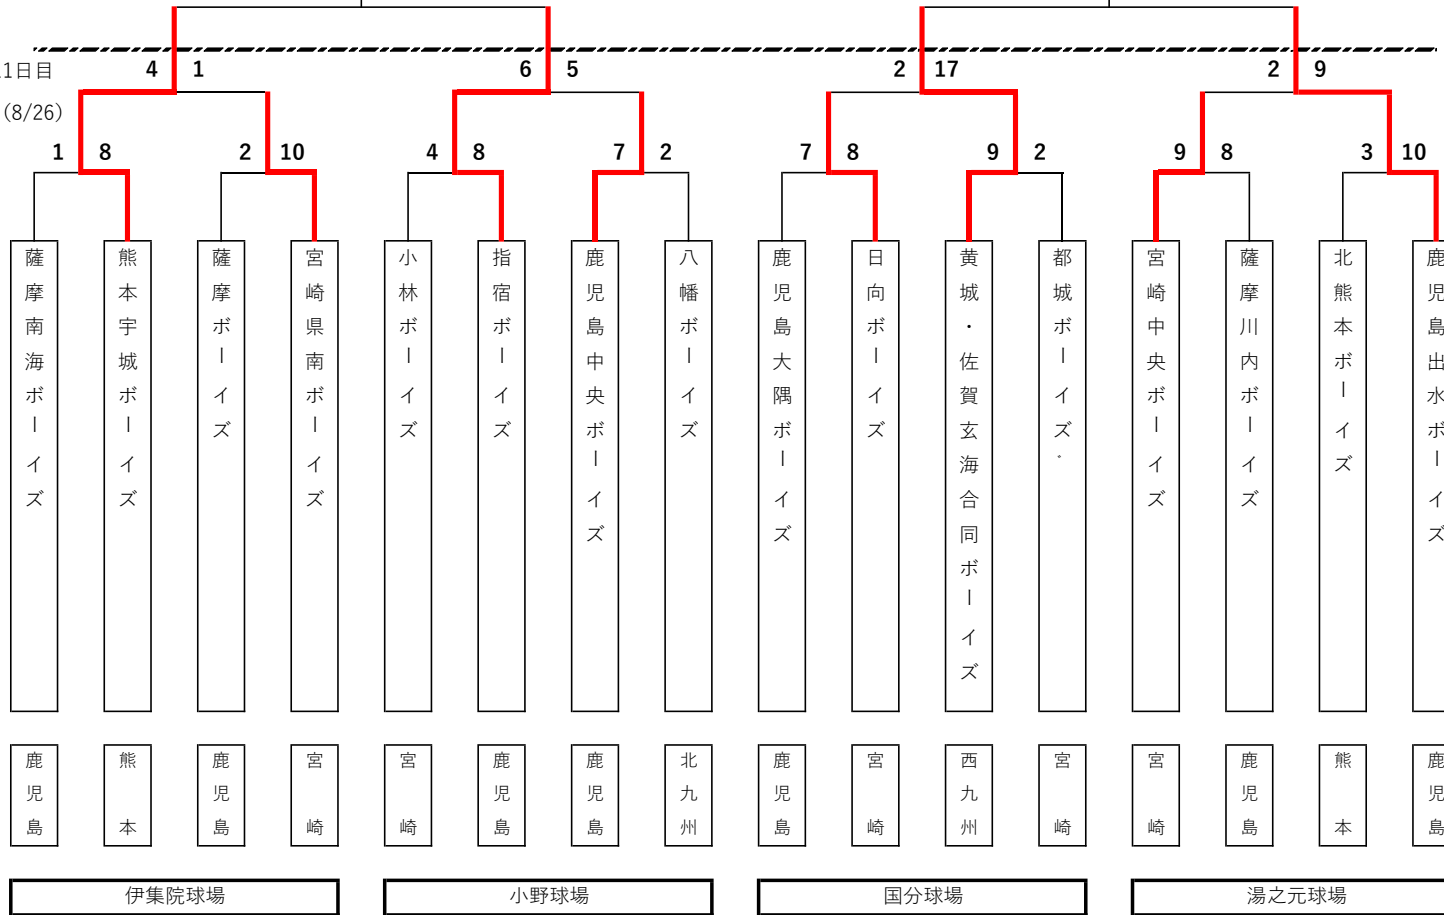 1日目
4 1 6 5 2 17 2 9
(8/26)
1 8 2 10 4 8 7 2 7 8 9 2 9 8 3 10
薩摩南海ボーイズ
熊本宇城ボーイズ
薩摩ボーイズ
宮崎県南ボーイズ
小林ボーイズ
指宿ボーイズ
鹿児島中央ボーイズ
八幡ボーイズ
鹿児島大隅ボーイズ
日向ボーイズ
黄城・佐賀玄海合同ボーイズ
都城ボーイズ
宮崎中央ボーイズ
薩摩川内ボーイズ
北熊本ボーイズ
鹿児島出水ボーイズ
鹿児島
熊本
鹿児島
宮崎
宮崎
鹿児島
鹿児島
北九州
鹿児島
宮崎
西九州
宮崎
宮崎
鹿児島
熊本
鹿児島
伊集院球場
小野球場
国分球場
湯之元球場